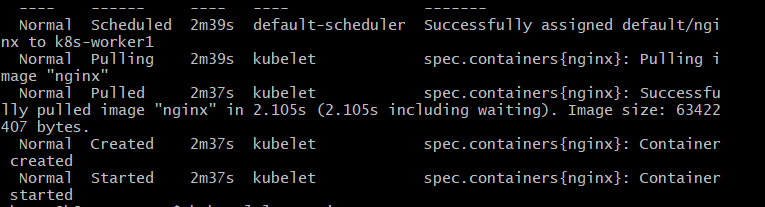 ----    ------     ----   ----               -------
Normal  Scheduled  2m39s  default-scheduler  Successfully assigned default/ngi
nx to k8s-worker1
Normal  Pulling    2m39s  kubelet            spec.containers{nginx}: Pulling i
mage "nginx"
Normal  Pulled     2m37s  kubelet            spec.containers{nginx}: Successfu
lly pulled image "nginx" in 2.105s (2.105s including waiting). Image size: 63422
407 bytes.
Normal  Created    2m37s  kubelet            spec.containers{nginx}: Container
created
Normal  Started    2m37s  kubelet            spec.containers{nginx}: Container
started